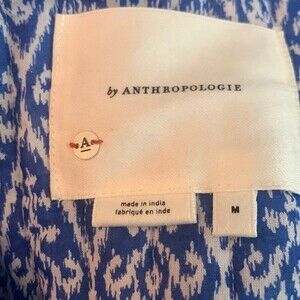 by ANTHROPOLOGIE
A
made in india
fabriqué en inde
M